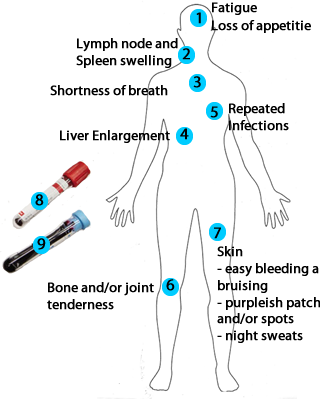 1
Fatigue
Loss of appetitie
Lymph node and
Spleen swelling
2
3
Shortness of breath
5
Repeated
Infections
Liver Enlargement
4
8
9
7
Skin
- easy bleeding a
bruising
- purpleish patch
and/or spots
- night sweats
Bone and/or joint
tenderness
6